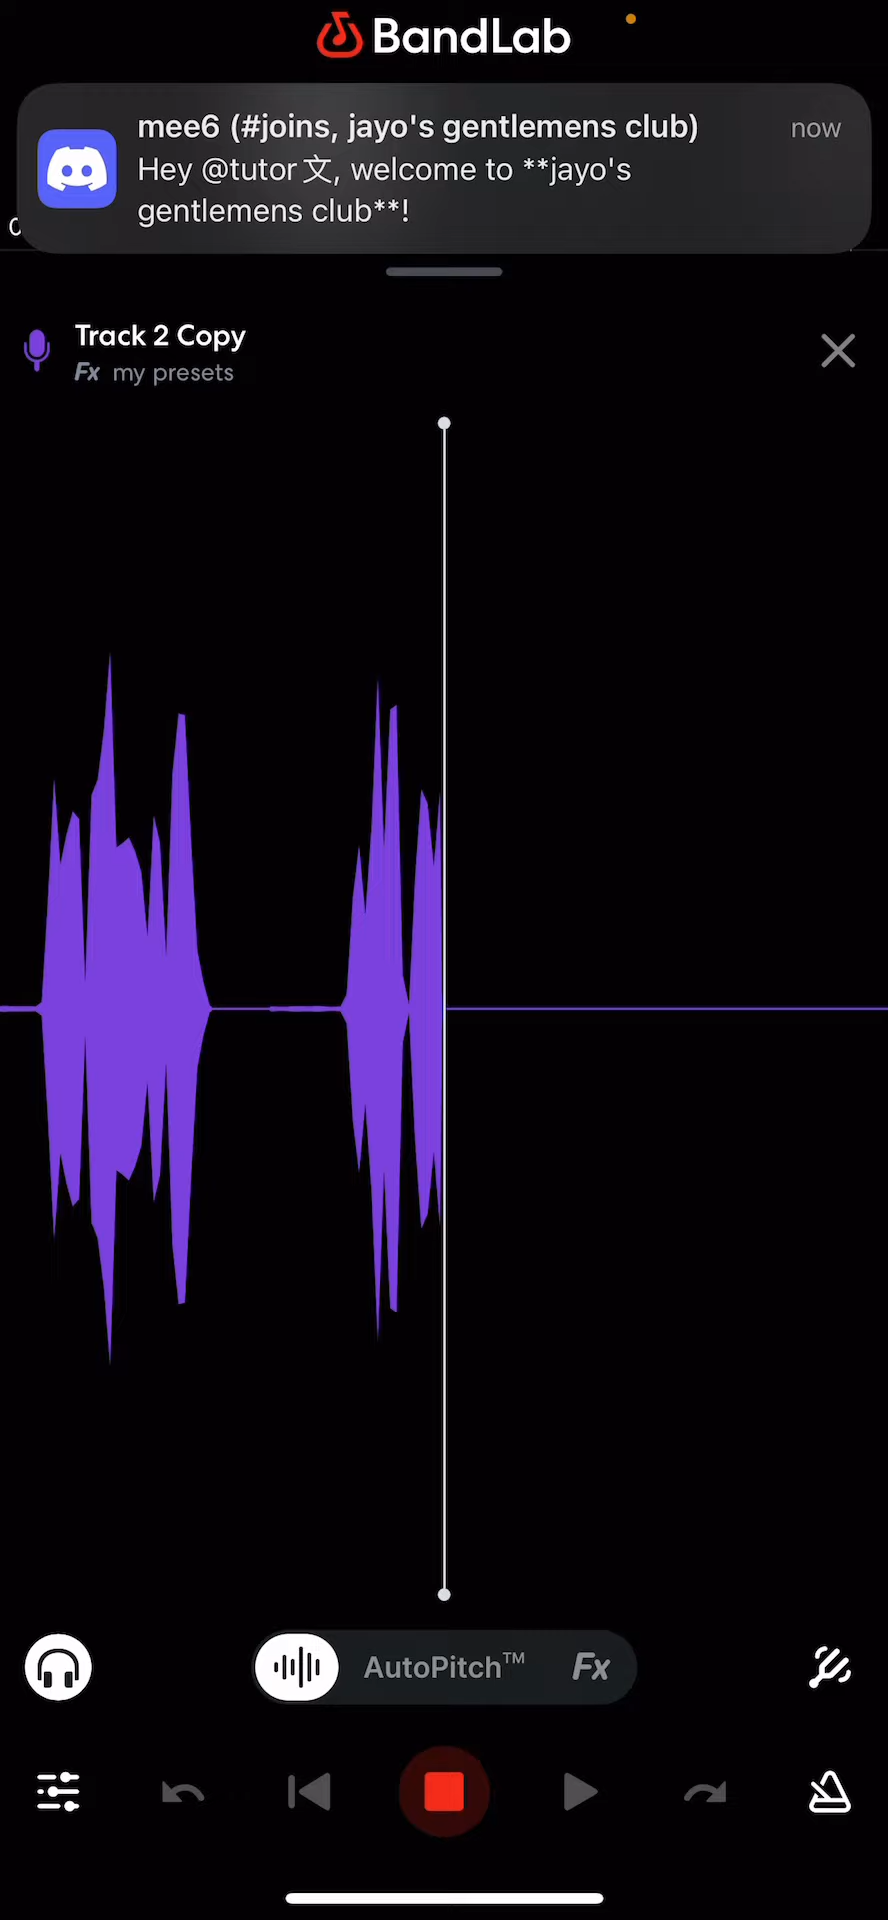 BandLab
mee6 (#joins, jayo's gentlemens club)
now
Hey @tutor文, welcome to **jayo's
gentlemens club**!
Track 2 Copy
Fx my presets
AutoPitch™
Fx